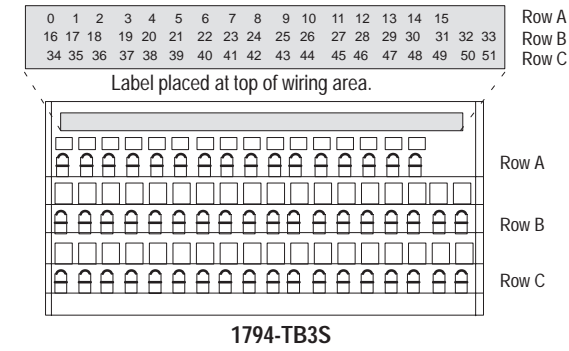 0 1 2 3 4 5 6 7 8 9 10 11 12 13 14 15 Row A
16 17 18 19 20 21 22 23 24 25 26 27 28 29 30 31 32 33 Row B
34 35 36 37 38 39 40 41 42 43 44 45 46 47 48 49 50 51 Row C
Label placed at top of wiring area.
Row A
Row B
Row C
1794-TB3S